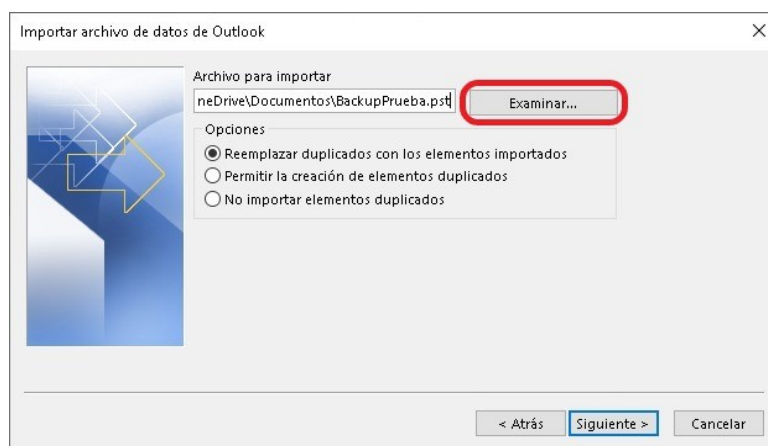 Importar archivo de datos de Outlook
Archivo para importar
neDrive\Documentos\BackupPrueba.pst
Examinar...
Opciones
Reemplazar duplicados con los elementos importados
Permitir la creación de elementos duplicados
No importar elementos duplicados
< Atrás
Siguiente >
Cancelar